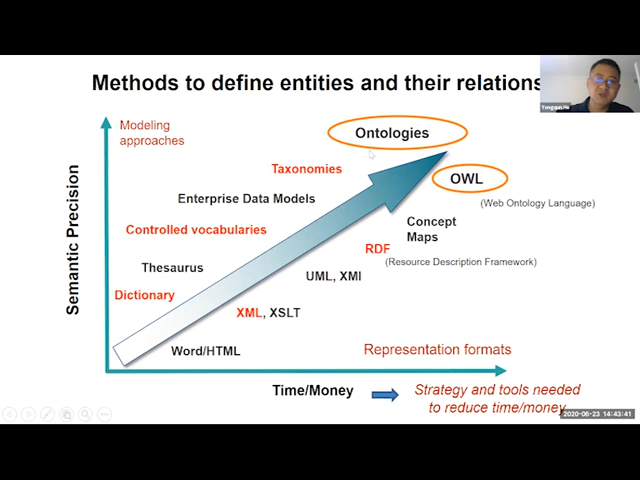 Methods to define entities and their relations
Modeling
approaches
Ontologies
Taxonomies
OWL
Enterprise Data Models
(Web Ontology Language)
Concept
Maps
Controlled vocabularies
RDF
(Resource Description Framework)
Thesaurus
UML, XMI
Dictionary
XML, XSLT
Word/HTML
Representation formats
Semantic Precision
Time/Money
Strategy and tools needed
to reduce time/money
2020-06-23 14:43:41